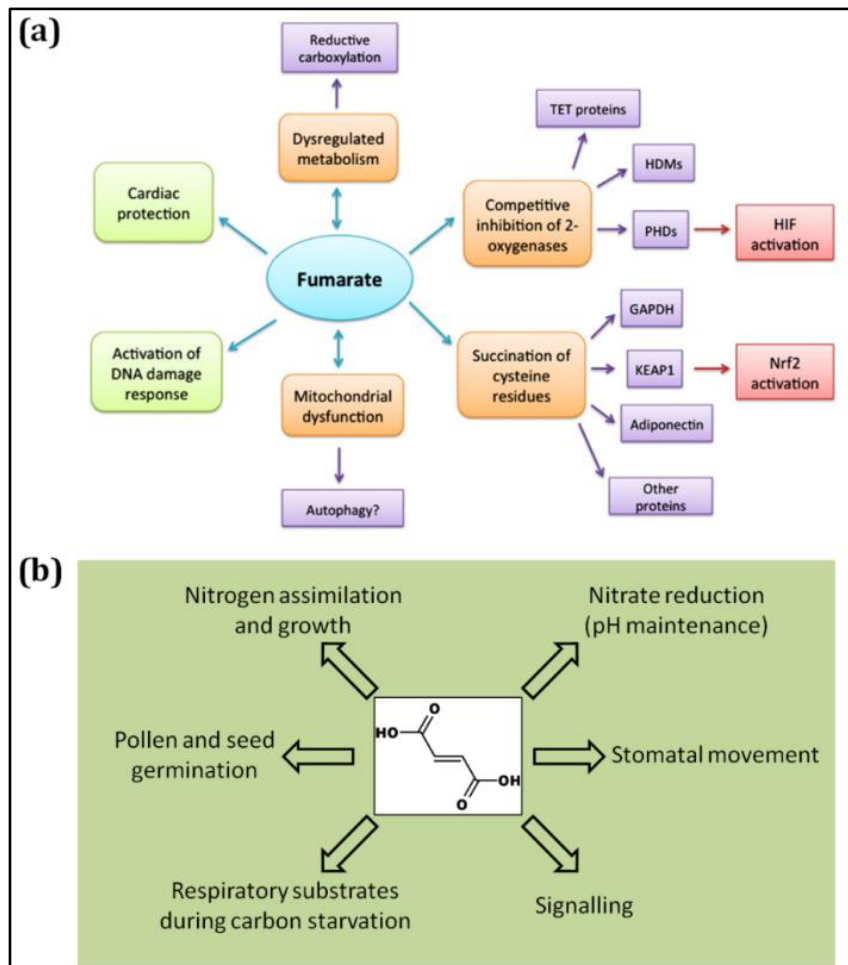 (a)
Reductive
carboxylation
Dysregulated
metabolism
Cardiac
protection
Fumarate
Activation of
DNA damage
response
Mitochondrial
dysfunction
Autophagy?
TET proteins
HDMs
Competitive
inhibition of 2-
oxygenases
PHDs
HIF
activation
GAPDH
Succination of
cysteine
residues
KEAP1
Nrf2
activation
Adiponectin
Other
proteins
(b)
Nitrogen assimilation
and growth
Nitrate reduction
(pH maintenance)
O
HO
OH
O
Pollen and seed
germination
Stomatal movement
Respiratory substrates
during carbon starvation
Signalling